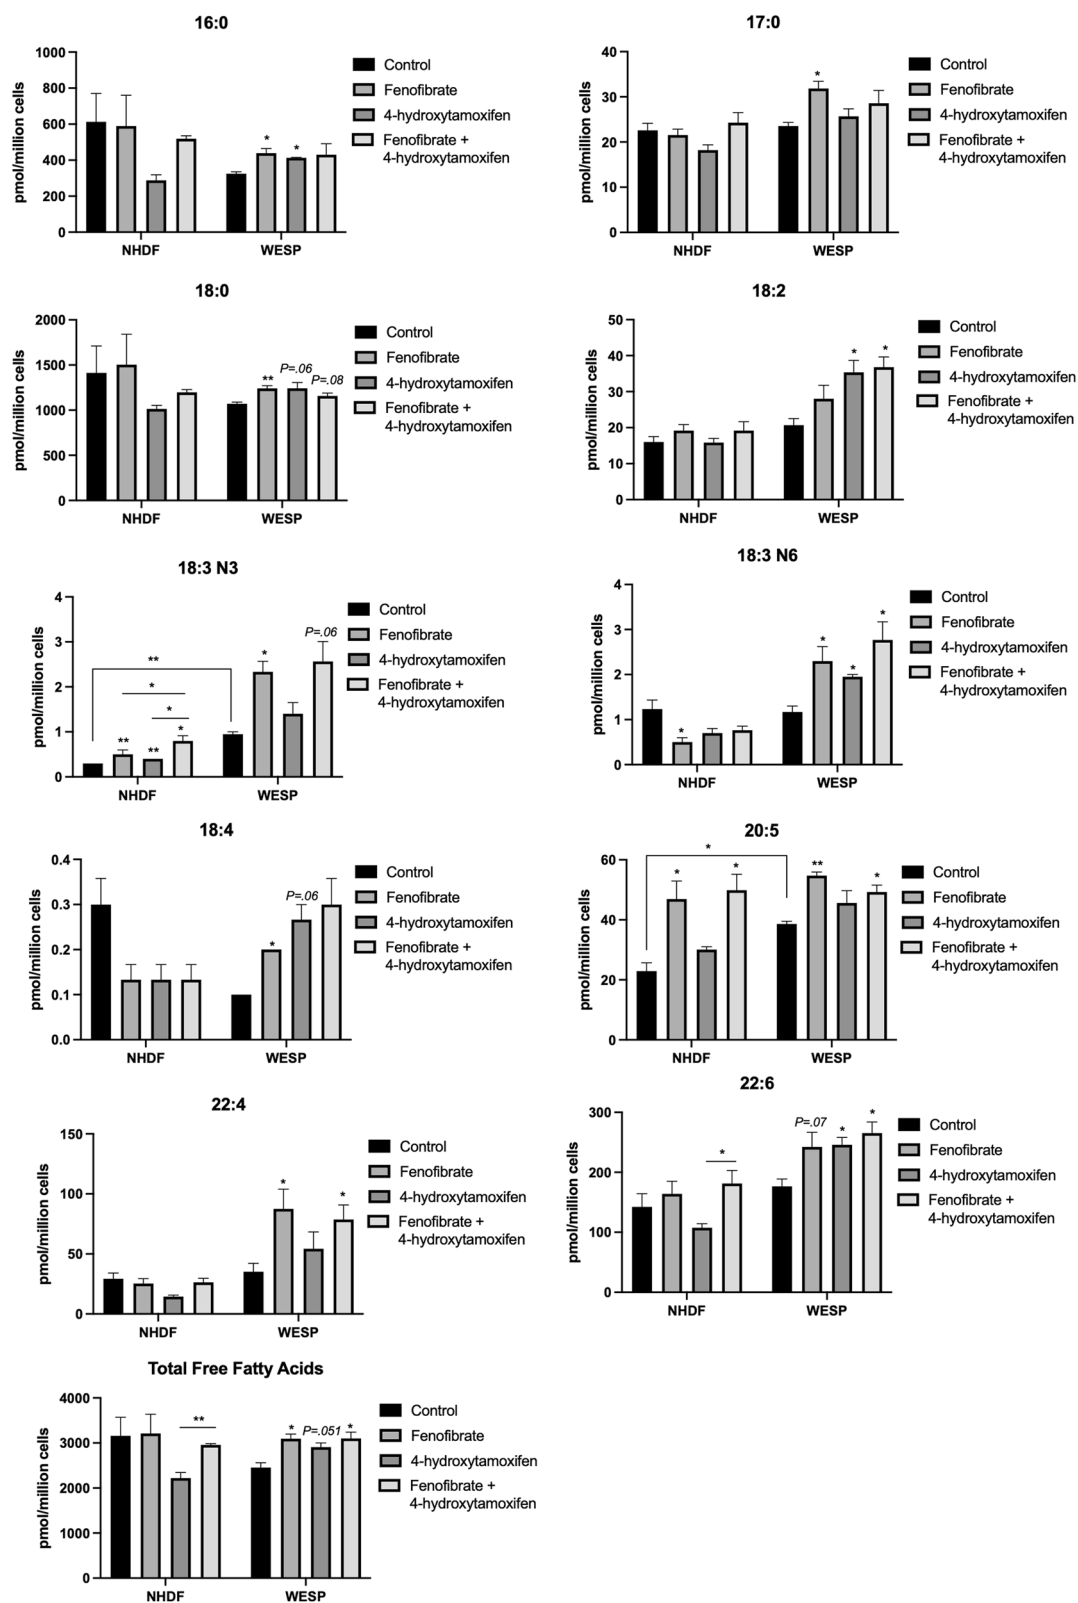 16:0
pmol/million cells
1000
800
600
400
200
0
*
*
NHDF
WESP
Control
Fenofibrate
4-hydroxytamoxifen
Fenofibrate +
4-hydroxytamoxifen
17:0
pmol/million cells
40
30
20
10
0
*
NHDF
WESP
Control
Fenofibrate
4-hydroxytamoxifen
Fenofibrate +
4-hydroxytamoxifen
18:0
pmol/million cells
2000
1500
1000
500
0
**
P=.06
P=.08
NHDF
WESP
Control
Fenofibrate
4-hydroxytamoxifen
Fenofibrate +
4-hydroxytamoxifen
18:2
pmol/million cells
50
40
30
20
10
0
*
*
NHDF
WESP
Control
Fenofibrate
4-hydroxytamoxifen
Fenofibrate +
4-hydroxytamoxifen
18:3 N3
pmol/million cells
4
3
2
1
0
**
*
*
**
**
*
*
P=.06
NHDF
WESP
Control
Fenofibrate
4-hydroxytamoxifen
Fenofibrate +
4-hydroxytamoxifen
18:3 N6
pmol/million cells
4
3
2
1
0
*
*
*
*
NHDF
WESP
Control
Fenofibrate
4-hydroxytamoxifen
Fenofibrate +
4-hydroxytamoxifen
18:4
pmol/million cells
0.4
0.3
0.2
0.1
0.0
*
P=.06
NHDF
WESP
Control
Fenofibrate
4-hydroxytamoxifen
Fenofibrate +
4-hydroxytamoxifen
20:5
pmol/million cells
60
40
20
0
*
*
*
**
*
NHDF
WESP
Control
Fenofibrate
4-hydroxytamoxifen
Fenofibrate +
4-hydroxytamoxifen
22:4
pmol/million cells
150
100
50
0
*
*
NHDF
WESP
Control
Fenofibrate
4-hydroxytamoxifen
Fenofibrate +
4-hydroxytamoxifen
22:6
pmol/million cells
300
200
100
0
*
P=.07
*
*
NHDF
WESP
Control
Fenofibrate
4-hydroxytamoxifen
Fenofibrate +
4-hydroxytamoxifen
Total Free Fatty Acids
pmol/million cells
4000
3000
2000
1000
0
**
*
P=.051
*
NHDF
WESP
Control
Fenofibrate
4-hydroxytamoxifen
Fenofibrate +
4-hydroxytamoxifen